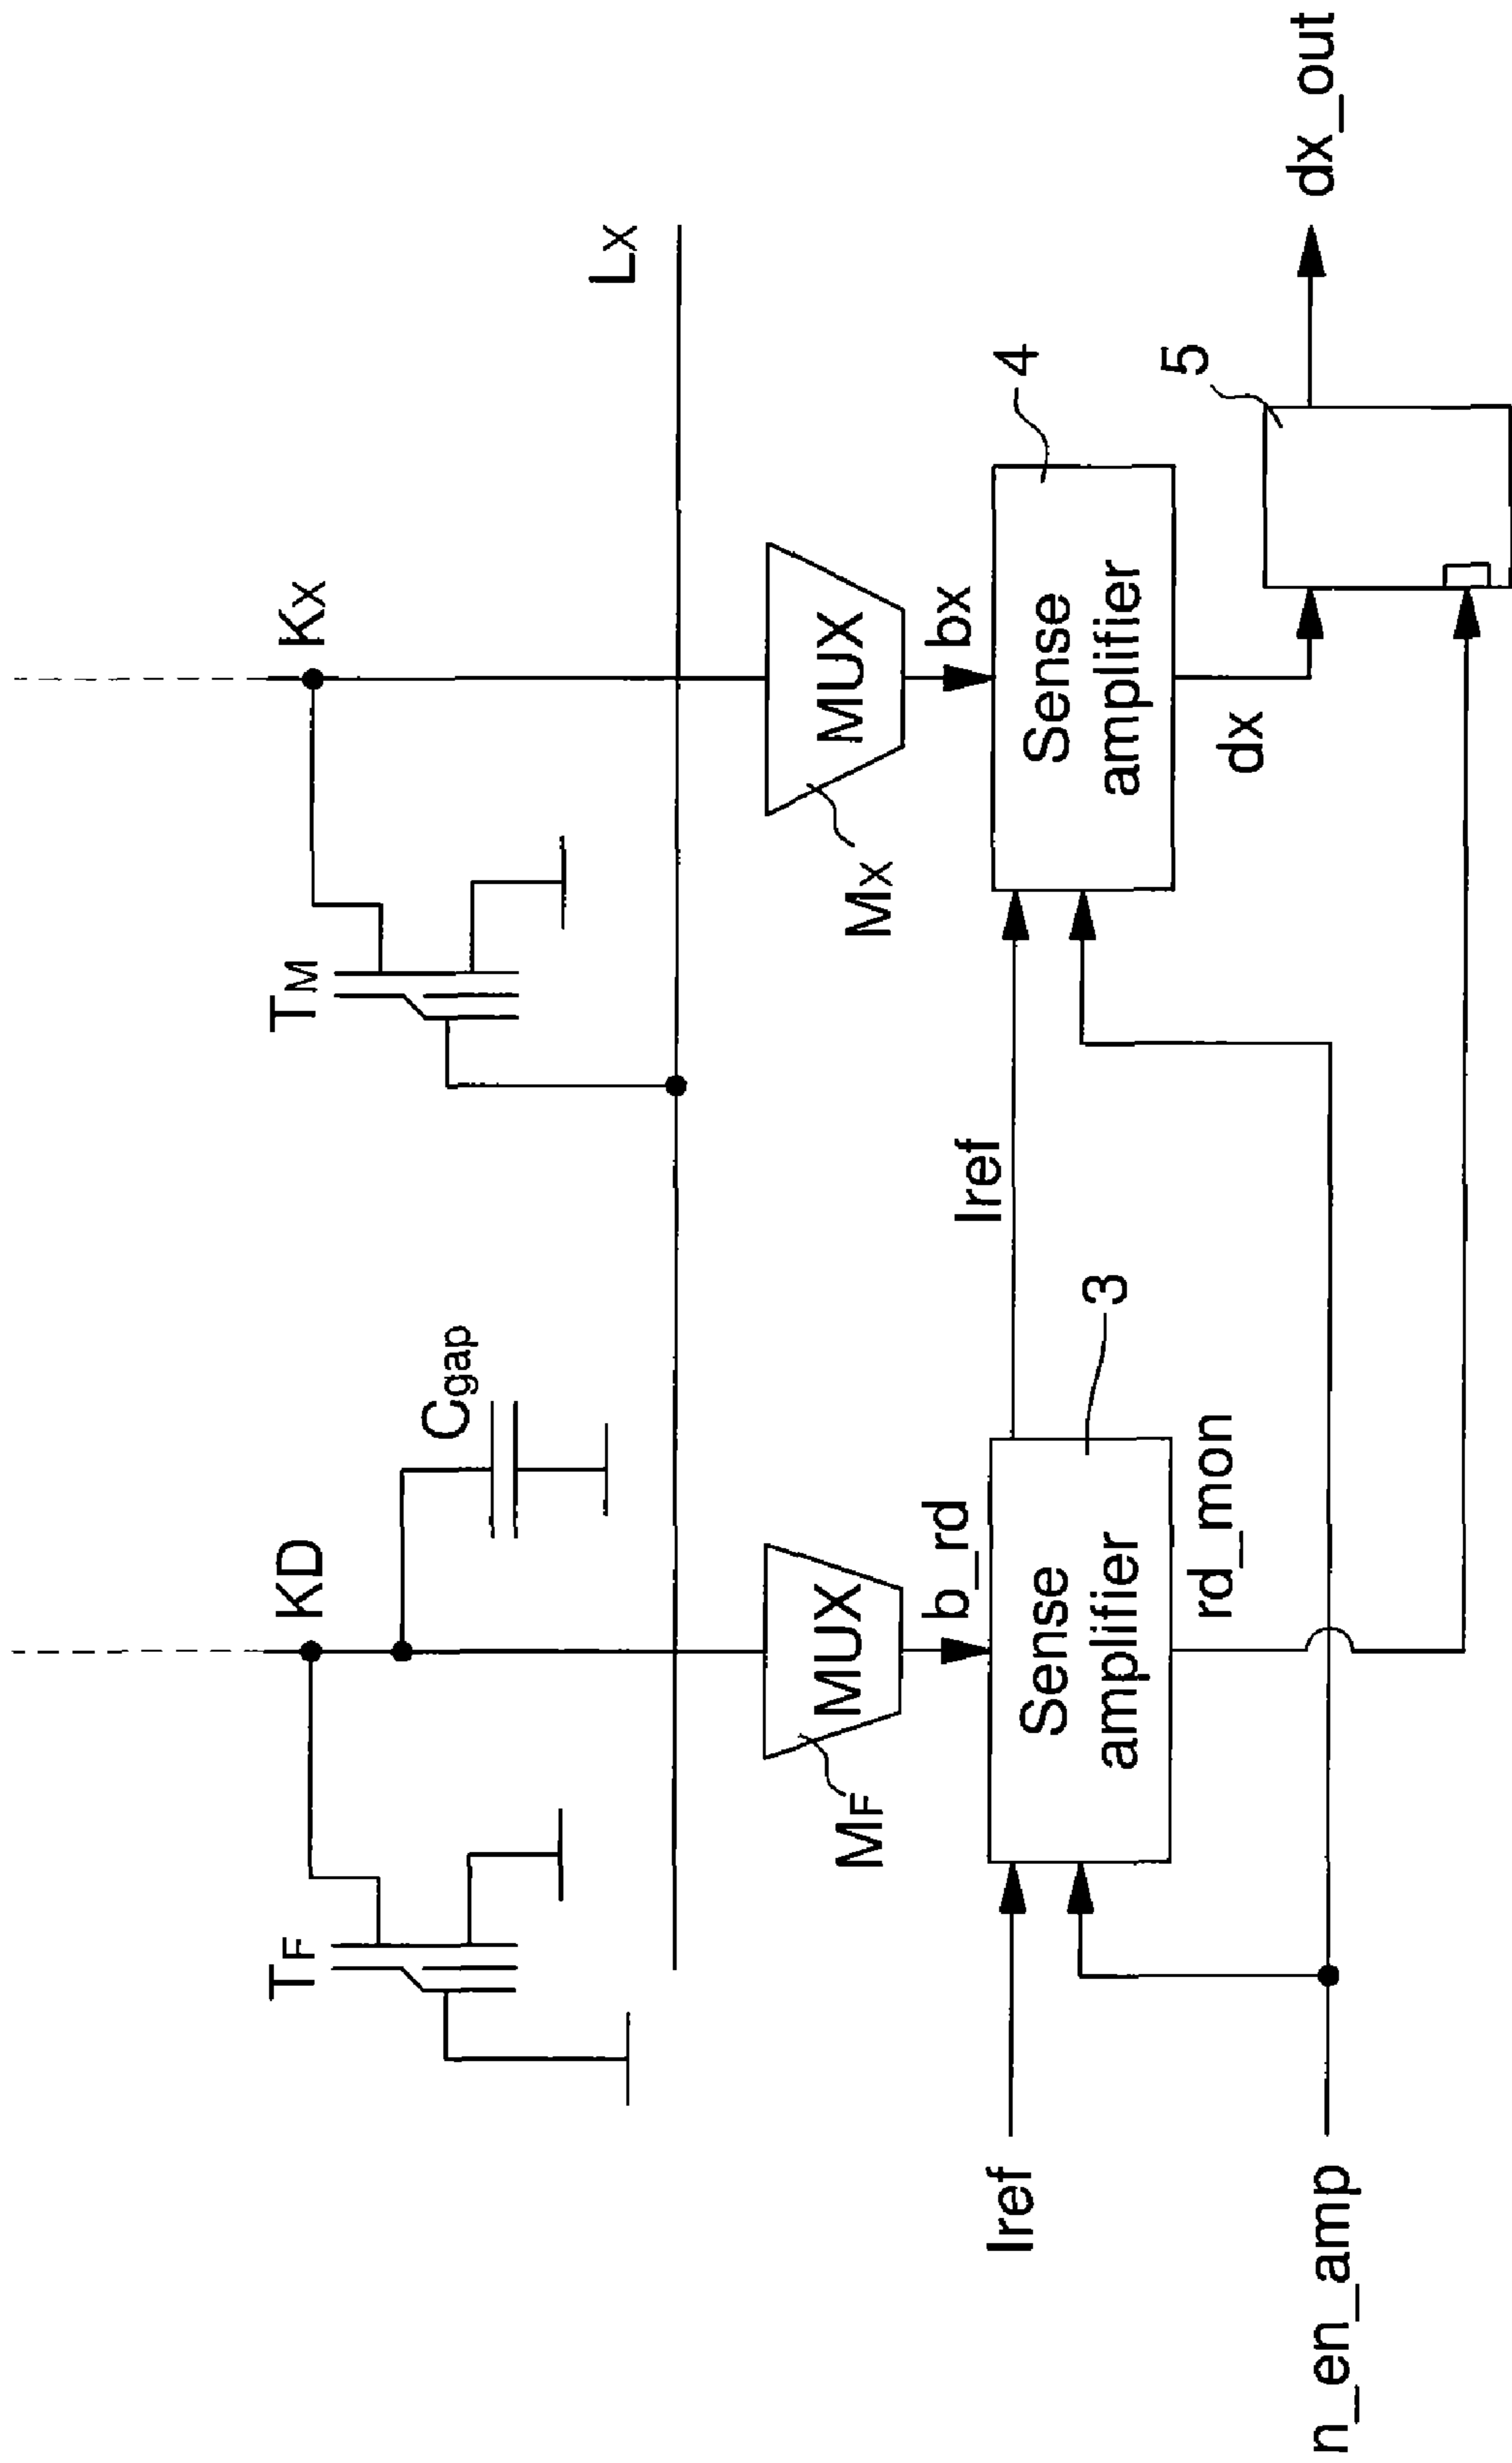 KD
Kx
TF
TM
Cgap
Lx
MUX
MUX
MF
Mx
b_rd
bx
Iref
Sense
amplifier
3
Iref
Sense
amplifier
4
rd_mon
dx
5
n_en_amp
dx_out